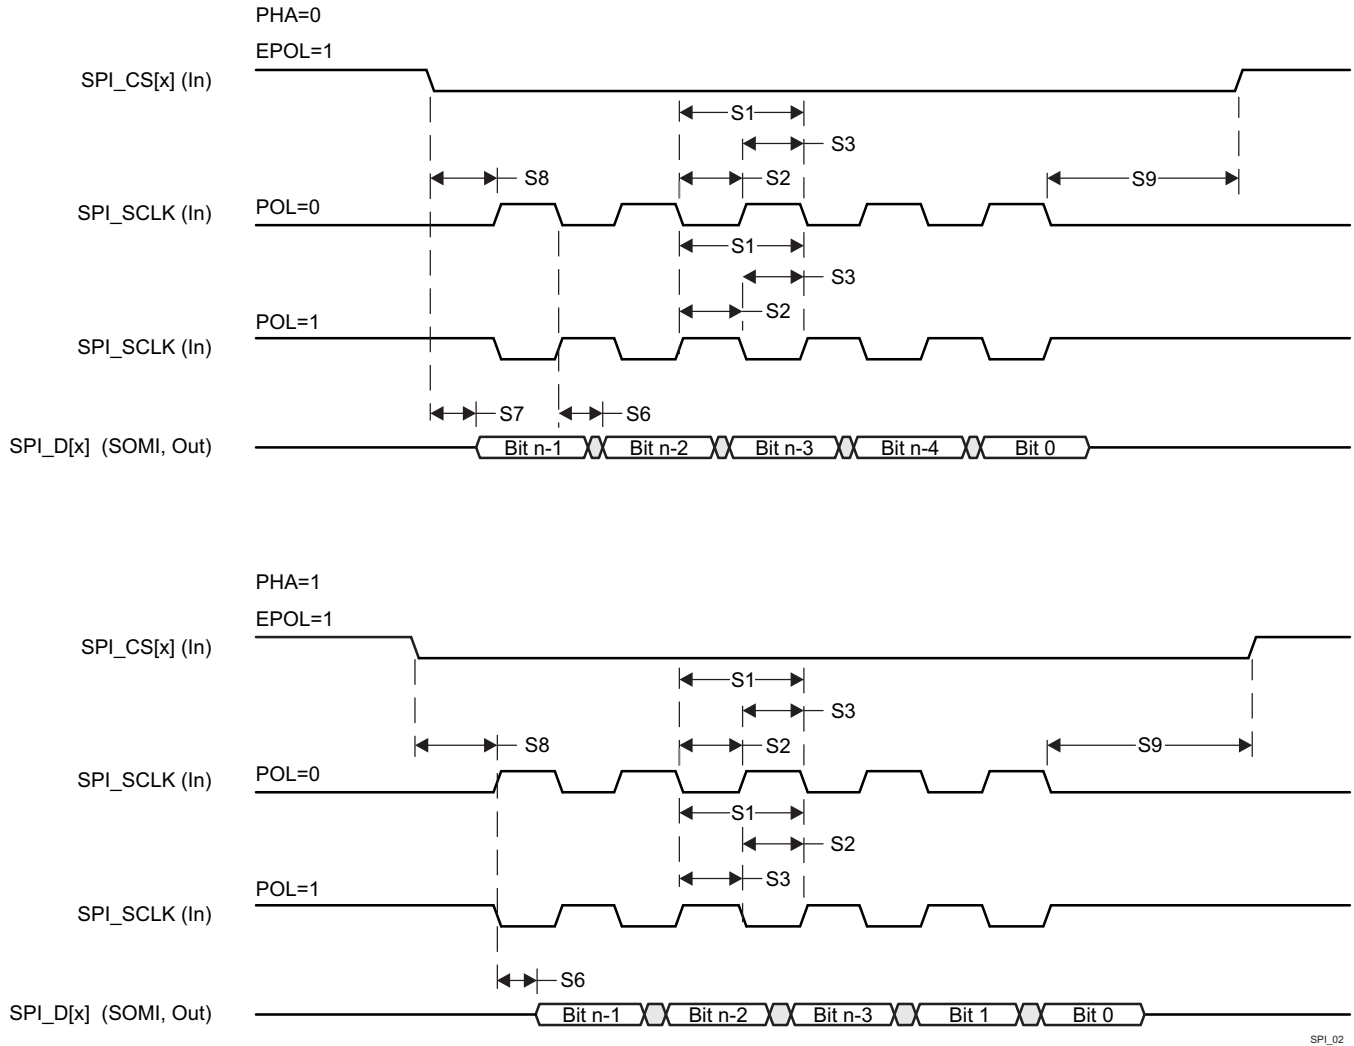 PHA=0
EPOL=1
SPI_CS[x] (In)
S1
S3
S8
S2
S9
SPI_SCLK (In)
POL=0
S1
S3
S2
POL=1
SPI_SCLK (In)
S7
S6
SPI_D[x] (SOMI, Out)
Bit n-1
Bit n-2
Bit n-3
Bit n-4
Bit 0
PHA=1
EPOL=1
SPI_CS[x] (In)
S1
S3
S8
S2
S9
SPI_SCLK (In)
POL=0
S1
S2
S3
POL=1
SPI_SCLK (In)
S6
SPI_D[x] (SOMI, Out)
Bit n-1
Bit n-2
Bit n-3
Bit 1
Bit 0
SPI_02